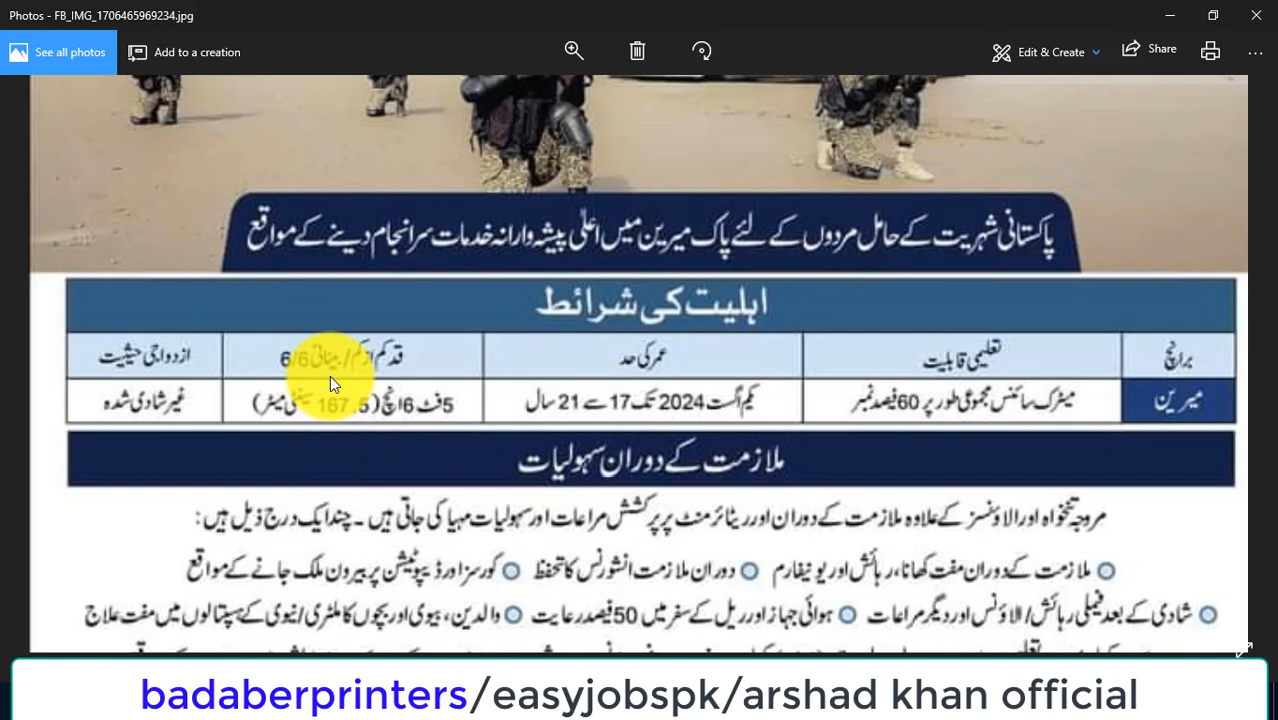 Photos - FB_IMG_1706465969234.jpg
See all photos
Add to a creation
Edit & Create
Share
پاکستانی شہریت کے حامل مردوں کے لئے پاک میرین میں اعلیٰ پیشہ وارانہ خدمات سرانجام دینے کے مواقع
اہلیت کی شرائط
برانچ تعلیمی قابلیت عمر کی حد قد کم از کم/ بینائی 6/6 ازدواجی حیثیت
میرین میٹرک سائنس مجموعی طور پر 60 فیصد نمبر یکم اگست 2024 تک 17 سے 21 سال 5 فٹ 6 انچ (167.5 سینٹی میٹر) غیر شادی شدہ
ملازمت کے دوران سہولیات
مروجہ تنخواہ اور الاؤنسز کے علاوہ ملازمت کے دوران اور ریٹائرمنٹ پر پرکشش مراعات اور سہولیات مہیا کی جاتی ہیں ۔ چند ایک درج ذیل ہیں:
ملازمت کے دوران مفت کھانا، رہائش اور یونیفارم دوران ملازمت انشورنس کا تحفظ کورسز اور ڈیپوٹیشن پر بیرون ملک جانے کے مواقع
شادی کے بعد فیملی رہائش/ الاؤنس اور دیگر مراعات ہوائی جہاز اور ریل کے سفر میں 50 فیصد رعایت والدین، بیوی اور بچوں کا ملٹری/ نیوی کے ہسپتالوں میں مفت علاج
badaberprinters/easyjobspk/arshad khan official